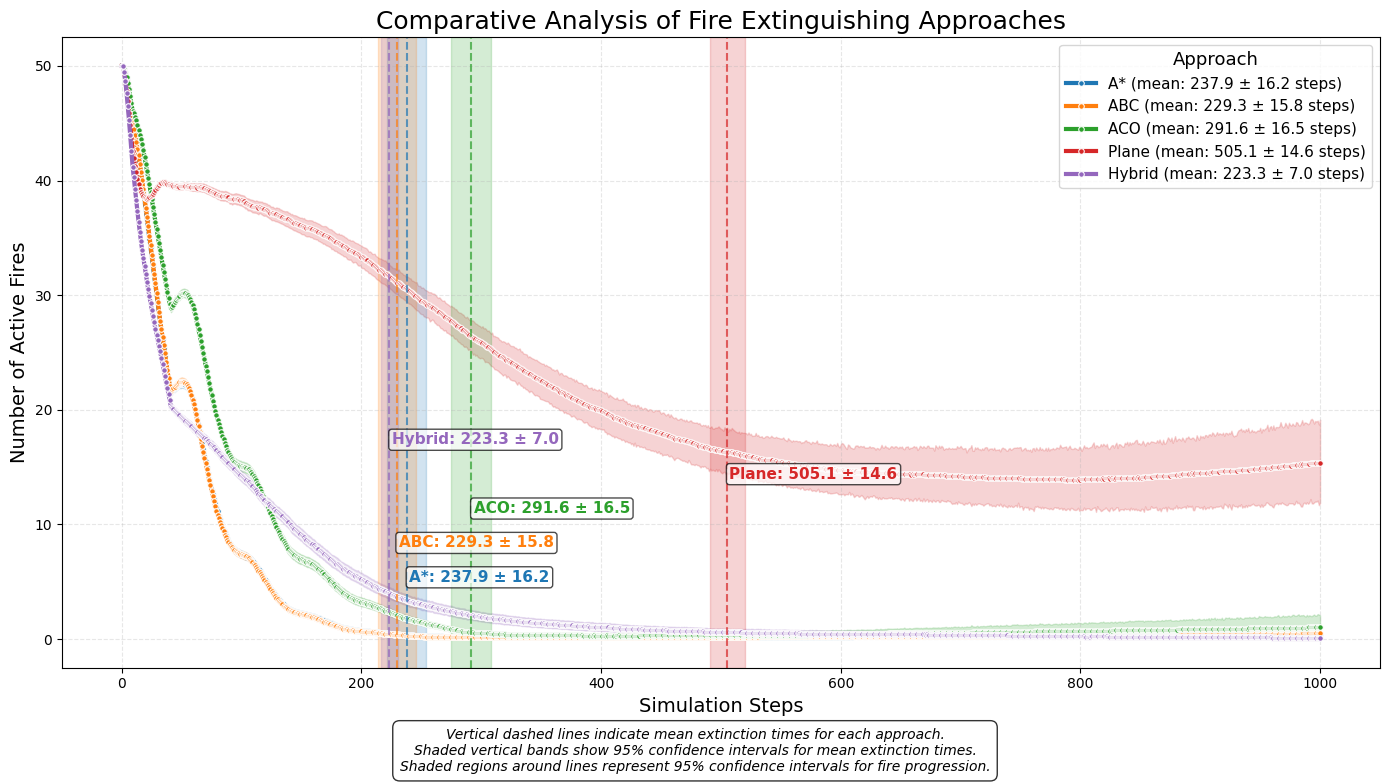 Comparative Analysis of Fire Extinguishing Approaches
Number of Active Fires
50
40
30
20
10
0
Approach
A* (mean: 237.9 ± 16.2 steps)
ABC (mean: 229.3 ± 15.8 steps)
ACO (mean: 291.6 ± 16.5 steps)
Plane (mean: 505.1 ± 14.6 steps)
Hybrid (mean: 223.3 ± 7.0 steps)
Hybrid: 223.3 ± 7.0
Plane: 505.1 ± 14.6
ACO: 291.6 ± 16.5
ABC: 229.3 ± 15.8
A*: 237.9 ± 16.2
0 200 400 600 800 1000
Simulation Steps
Vertical dashed lines indicate mean extinction times for each approach.
Shaded vertical bands show 95% confidence intervals for mean extinction times.
Shaded regions around lines represent 95% confidence intervals for fire progression.